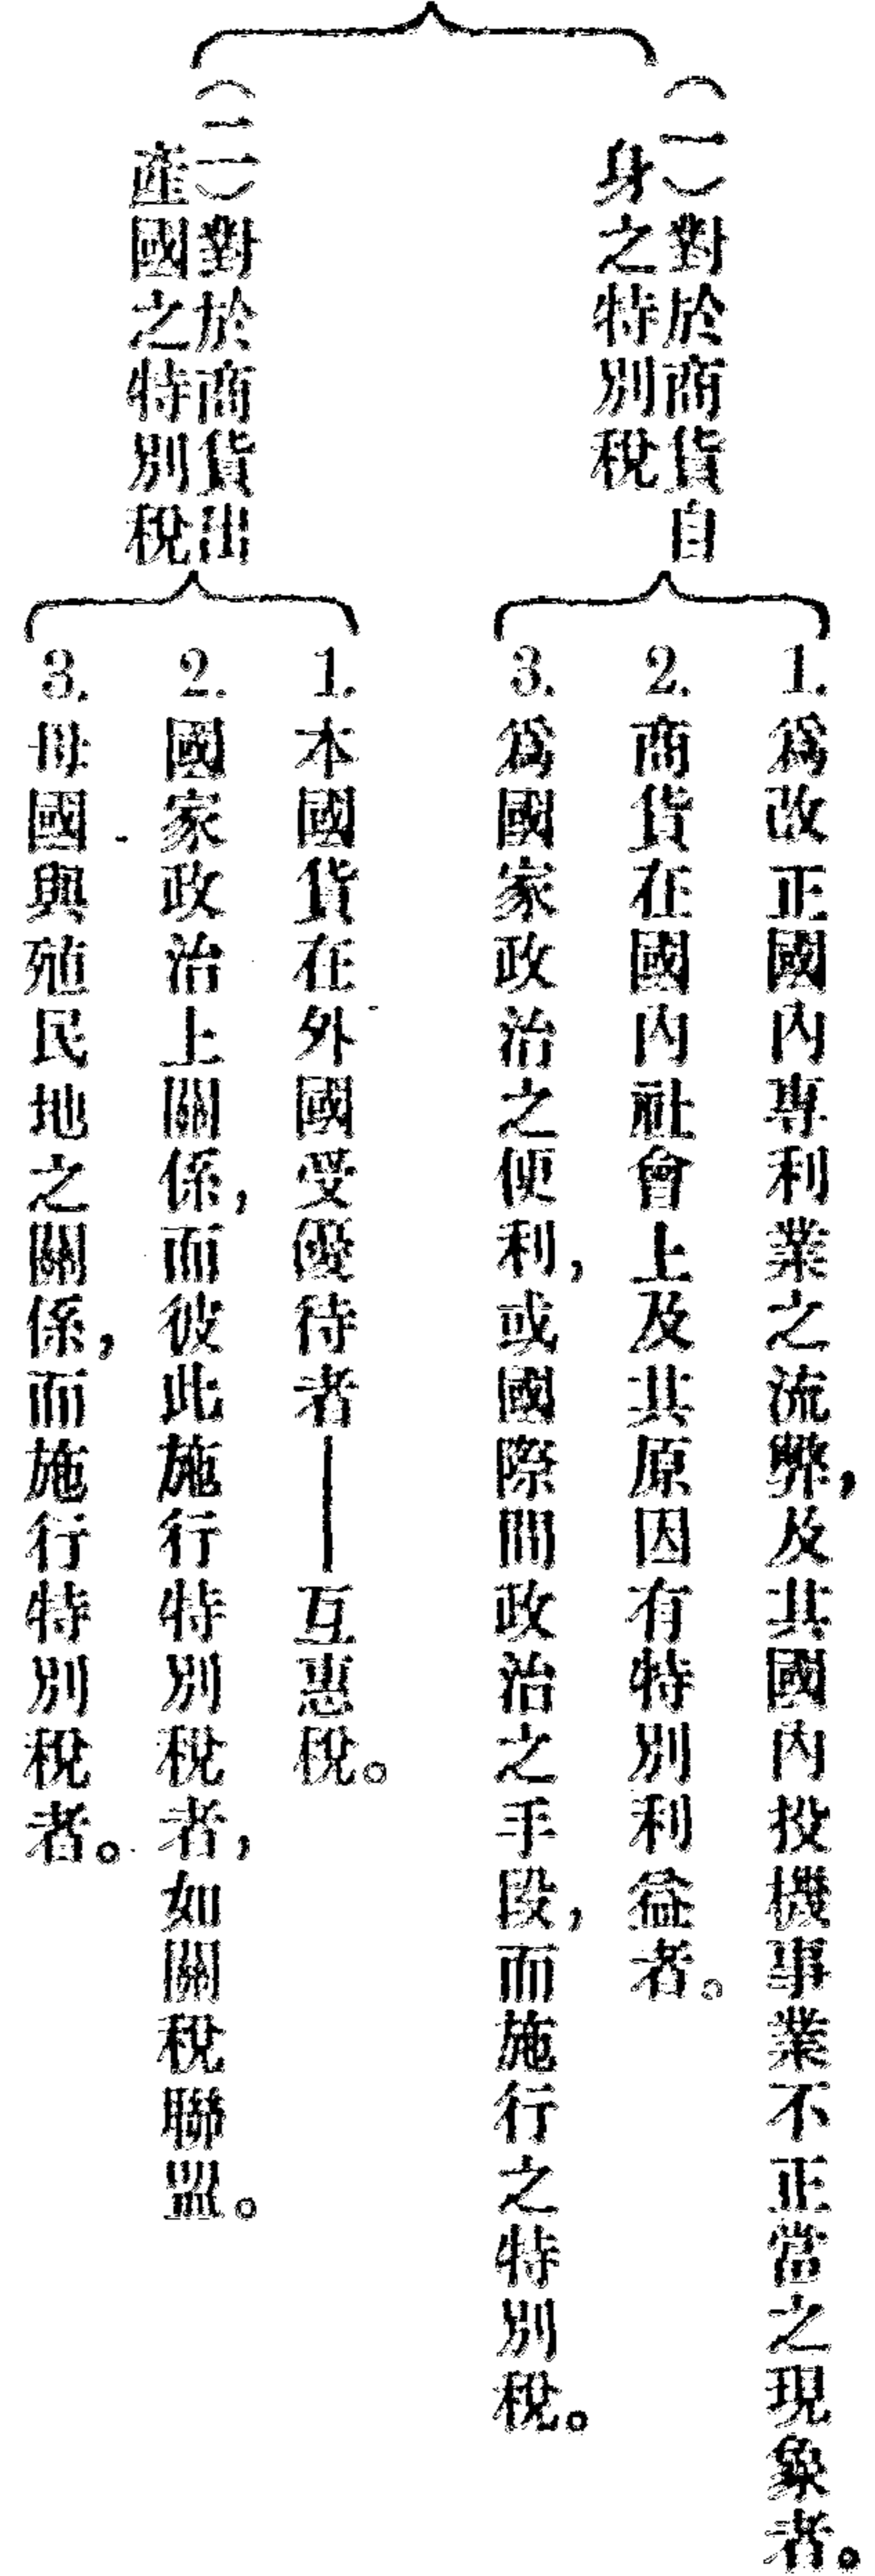 （一）對於商貨自
身之特別稅
1.爲改正國內專利業之流弊，及其國內投機事業不正當之現象者。
2.商貨在國內社會上及其原因有特別利益者。
3.爲國家政治之便利，或國際間政治之手段，而施行之特別稅。
（二）對於商貨出
產國之特別稅
1.本國貨在外國受優待者——互惠稅。
2.國家政治上關係，而彼此施行特別稅者，如關稅聯盟。
3.母國與殖民地之關係，而施行特別稅者。